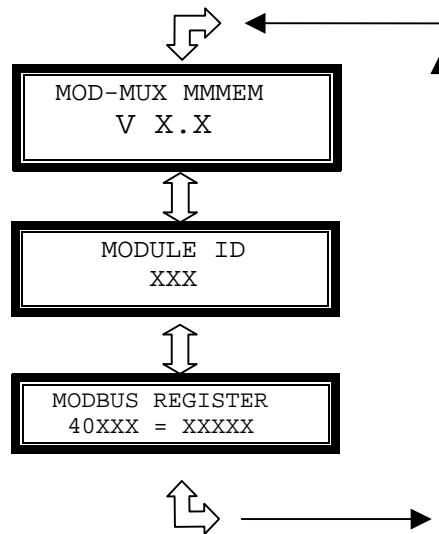 MOD-MUX MMMEM
V X.X
MODULE ID
XXX
MODBUS REGISTER
40XXX = XXXXX